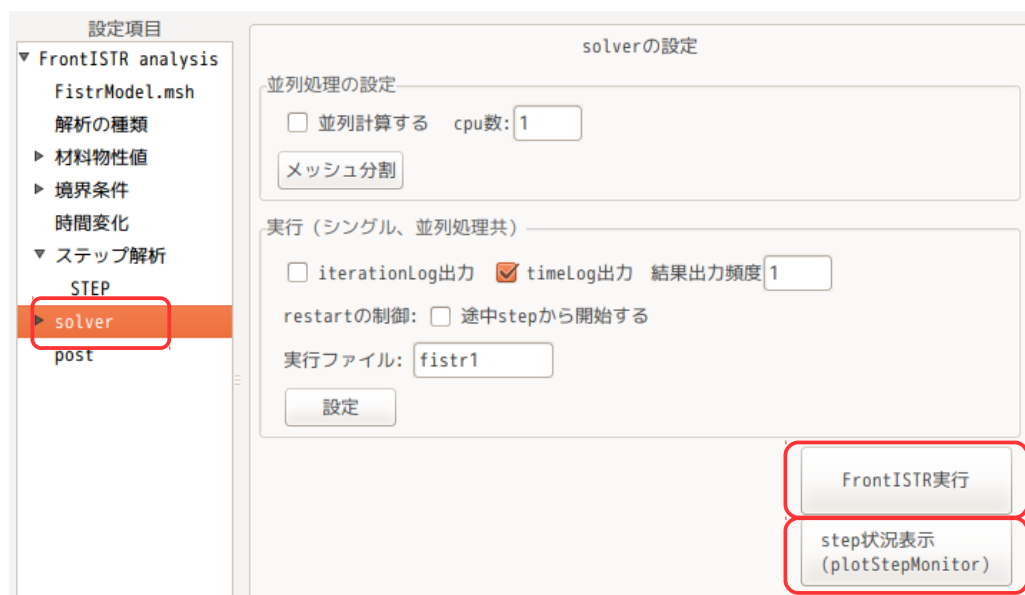 設定項目
FrontISTR analysis
FistrModel.msh
解析の種類
材料物性値
境界条件
時間変化
ステップ解析
STEP
solver
post
solverの設定
並列処理の設定
並列計算する cpu数: 1
メッシュ分割
実行（シングル、並列処理共）
iterationLog出力 timeLog出力 結果出力頻度 1
restartの制御: 途中stepから開始する
実行ファイル: fistr1
設定
FrontISTR実行
step状況表示
(plotStepMonitor)